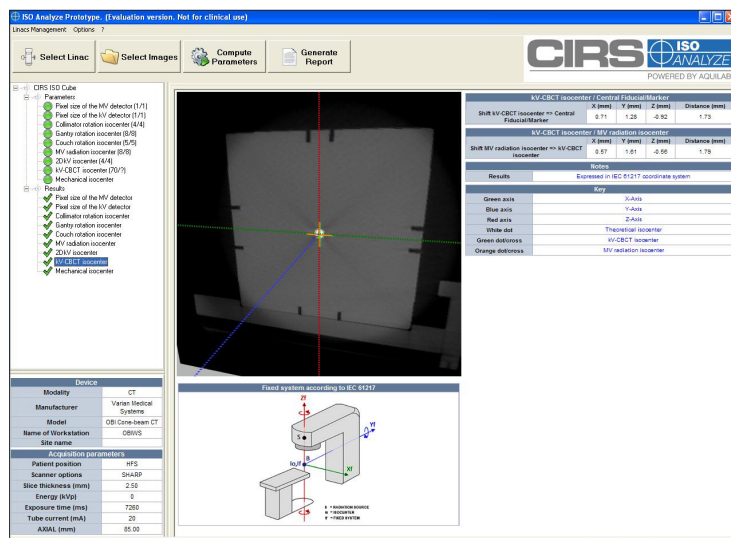 ISO Analyze Prototype. (Evaluation version. Not for clinical use)
Linacs Management Options ?
Select Linac
Select Images
Compute Parameters
Generate Report
CIRS ISO ANALYZE
POWERED BY AQUILAB
CIRS ISO Cube
Parameters
Pixel size of the MV detector (1/1)
Pixel size of the kV detector (1/1)
Collimator rotation isocenter (4/4)
Gantry rotation isocenter (8/8)
Couch rotation isocenter (5/5)
MV radiation isocenter (8/8)
2D kV isocenter (4/4)
kV-CBCT isocenter (70/?)
Mechanical isocenter
Results
Pixel size of the MV detector
Pixel size of the kV detector
Collimator rotation isocenter
Gantry rotation isocenter
Couch rotation isocenter
MV radiation isocenter
2D kV isocenter
kV-CBCT isocenter
Mechanical isocenter
kV-CBCT isocenter / Central Fiducial/Marker
X (mm) Y (mm) Z (mm) Distance (mm)
Shift kV-CBCT isocenter => Central Fiducial/Marker 0.71 1.28 -0.92 1.73
kV-CBCT isocenter / MV radiation isocenter
X (mm) Y (mm) Z (mm) Distance (mm)
Shift MV radiation isocenter => kV-CBCT isocenter 0.57 1.61 -0.56 1.79
Notes
Results Expressed in IEC 61217 coordinate system
Key
Green axis X-Axis
Blue axis Y-Axis
Red axis Z-Axis
White dot Theoretical isocenter
Green dot/cross kV-CBCT isocenter
Orange dot/cross MV radiation isocenter
Device
Modality CT
Manufacturer Varian Medical Systems
Model OBI Cone-beam CT
Name of Workstation OBIWS
Site name
Acquisition parameters
Patient position HFS
Scanner options SHARP
Slice thickness (mm) 2.50
Energy (kVp) 0
Exposure time (ms) 7260
Tube current (mA) 20
AXIAL (mm) 85.00
Fixed system according to IEC 61217
Zf
Yf
S
B
Io,If
Xf
= RADIATION SOURCE
= ISOCENTER
= FIXED SYSTEM